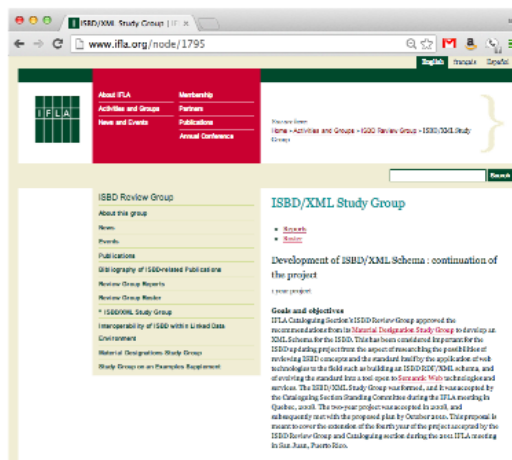 ISBD/XML Study Group | IF
www.ifla.org/node/1795
English français Español
IFLA
About IFLA
Activities and Groups
News and Events
Membership
Partners
Publications
Annual Conference
You are here:
Home » Activities and Groups » ISBD Review Group » ISBD/XML Study
Group
Search
ISBD Review Group
About this group
News
Events
Publications
Bibliography of ISBD-related Publications
Review Group Reports
Review Group Roster
* ISBD/XML Study Group
Interoperability of ISBD within Linked Data
Environment
Material Designations Study Group
Study Group on an Examples Supplement
ISBD/XML Study Group
Reports
Roster
Development of ISBD/XML Schema : continuation of
the project
1 year project
Goals and objectives
IFLA Cataloguing Section's ISBD Review Group approved the
recommendations from its Material Designation Study Group to develop an
XML Schema for the ISBD. This has been considered important for the
ISBD updating project from the aspect of researching the possibilities of
reviewing ISBD concepts and the standard itself by the application of web
technologies to the field such as building an ISBD RDF/XML schema, and
of evolving the standard into a tool open to Semantic Web technologies and
services. The ISBD/XML Study Group was formed, and it was accepted by
the Cataloguing Section Standing Committee during the IFLA meeting in
Quebec, 2008. The two-year project was accepted in 2008, and
subsequently met with the proposed plan by October 2010. This proposal is
meant to cover the extension of the fourth year of the project accepted by the
ISBD Review Group and Cataloguing section during the 2011 IFLA meeting
in San Juan, Puerto Rico.